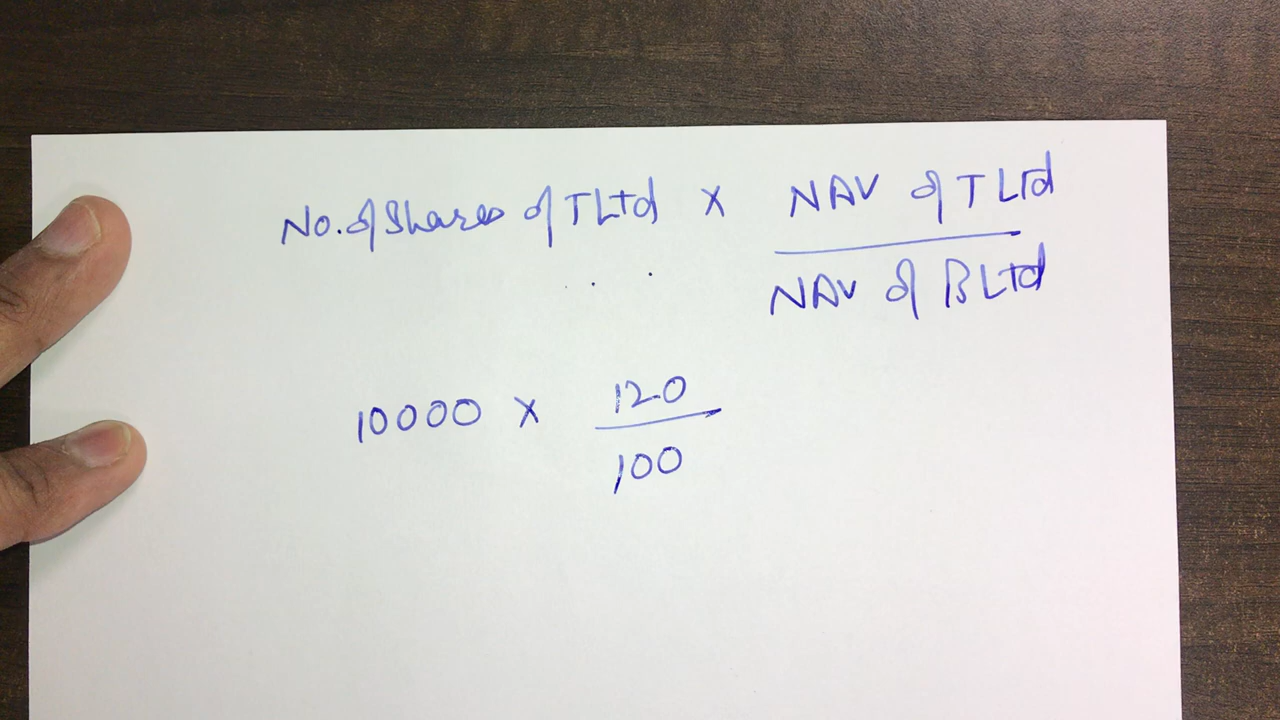 No. of Shares of T Ltd X NAV of T Ltd
NAV of B Ltd
10000 X 120
100